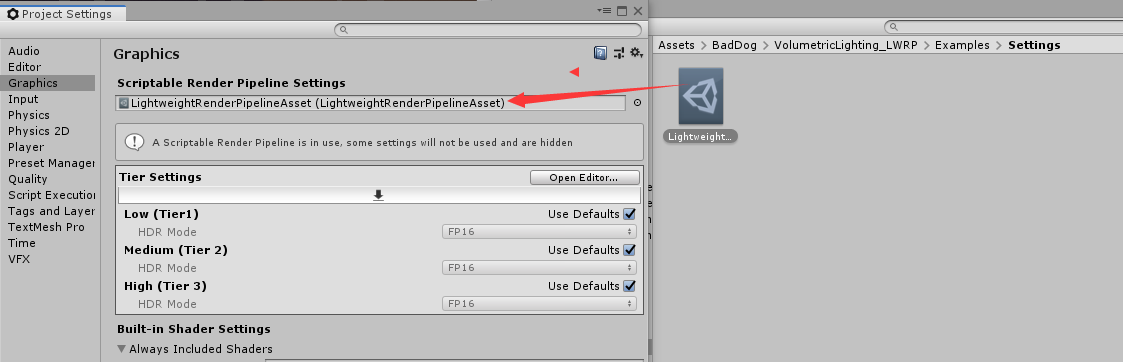 Project Settings
Audio
Editor
Graphics
Input
Physics
Physics 2D
Player
Preset Manager
Quality
Script Execution
Tags and Layer
TextMesh Pro
Time
VFX
Graphics
Scriptable Render Pipeline Settings
LightweightRenderPipelineAsset (LightweightRenderPipelineAsset)
A Scriptable Render Pipeline is in use, some settings will not be used and are hidden
Tier Settings Open Editor...
Low (Tier1) Use Defaults
HDR Mode FP16
Medium (Tier 2) Use Defaults
HDR Mode FP16
High (Tier 3) Use Defaults
HDR Mode FP16
Built-in Shader Settings
Always Included Shaders
Assets > BadDog > VolumetricLighting_LWRP > Examples > Settings
Lightweight...